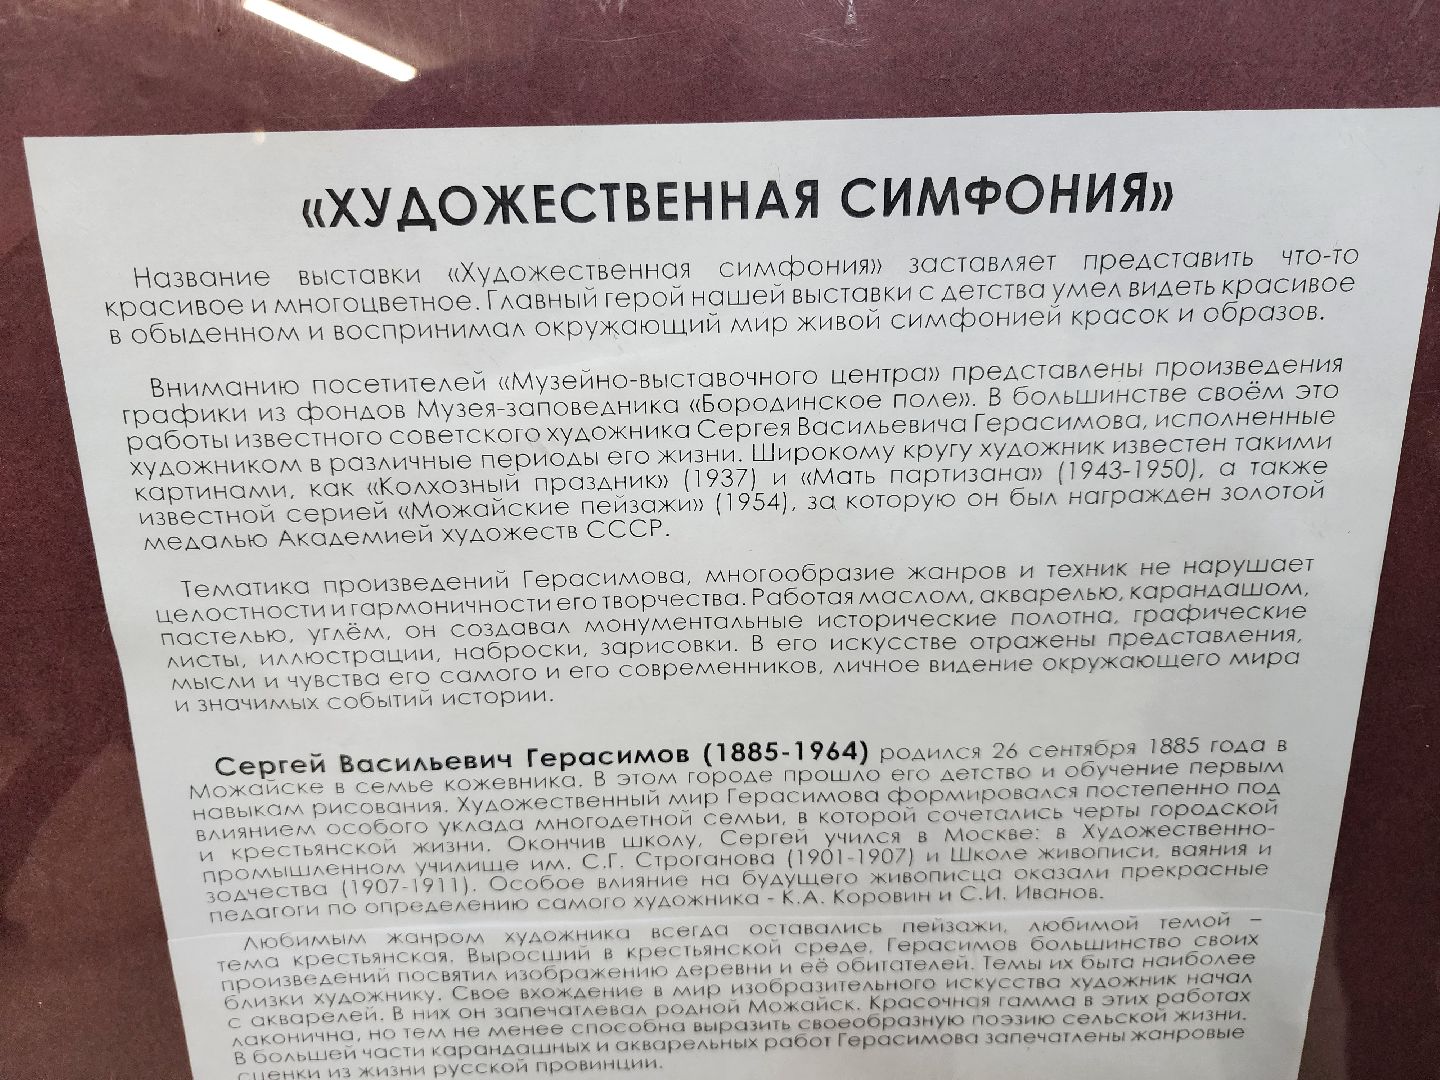 «ХУДОЖЕСТВЕННАЯ СИМФОНИЯ»
Название выставки «Художественная симфония» заставляет представить что-то
красивое и многоцветное. Главный герой нашей выставки с детства умел видеть красивое
в обыденном и воспринимал окружающий мир живой симфонией красок и образов.
Вниманию посетителей «Музейно-выставочного центра» представлены произведения
графики из фондов Музея-заповедника «Бородинское поле». В большинстве своём это
работы известного советского художника Сергея Васильевича Герасимова, исполненные
художником в различные периоды его жизни. Широкому кругу художник известен такими
картинами, как «Колхозный праздник» (1937) и «Мать партизана» (1943-1950), а также
известной серией «Можайские пейзажи» (1954), за которую он был награжден золотой
медалью Академией художеств СССР.
Тематика произведений Герасимова, многообразие жанров и техник не нарушает
целостности и гармоничности его творчества. Работая маслом, акварелью, карандашом,
пастелью, углём, он создавал монументальные исторические полотна, графические
листы, иллюстрации, наброски, зарисовки. В его искусстве отражены представления,
мысли и чувства его самого и его современников, личное видение окружающего мира
и значимых событий истории.
Сергей Васильевич Герасимов (1885-1964) родился 26 сентября 1885 года в
Можайске в семье кожевника. В этом городе прошло его детство и обучение первым
навыкам рисования. Художественный мир Герасимова формировался постепенно под
влиянием особого уклада многодетной семьи, в которой сочетались черты городской
и крестьянской жизни. Окончив школу, Сергей учился в Москве: в Художественно-
промышленном училище им. С.Г. Строганова (1901-1907) и Школе живописи, ваяния и
зодчества (1907-1911). Особое влияние на будущего живописца оказали прекрасные
педагоги по определению самого художника - К.А. Коровин и С.И. Иванов.
Любимым жанром художника всегда оставались пейзажи, любимой темой –
тема крестьянская. Выросший в крестьянской среде, Герасимов большинство своих
произведений посвятил изображению деревни и её обитателей. Темы их быта наиболее
близки художнику. Свое вхождение в мир изобразительного искусства художник начал
с акварелей. В них он запечатлевал родной Можайск. Красочная гамма в этих работах
лаконична, но тем не менее способна выразить своеобразную поэзию сельской жизни.
В большей части карандашных и акварельных работ Герасимова запечатлены жанровые
сценки из жизни русской провинции.